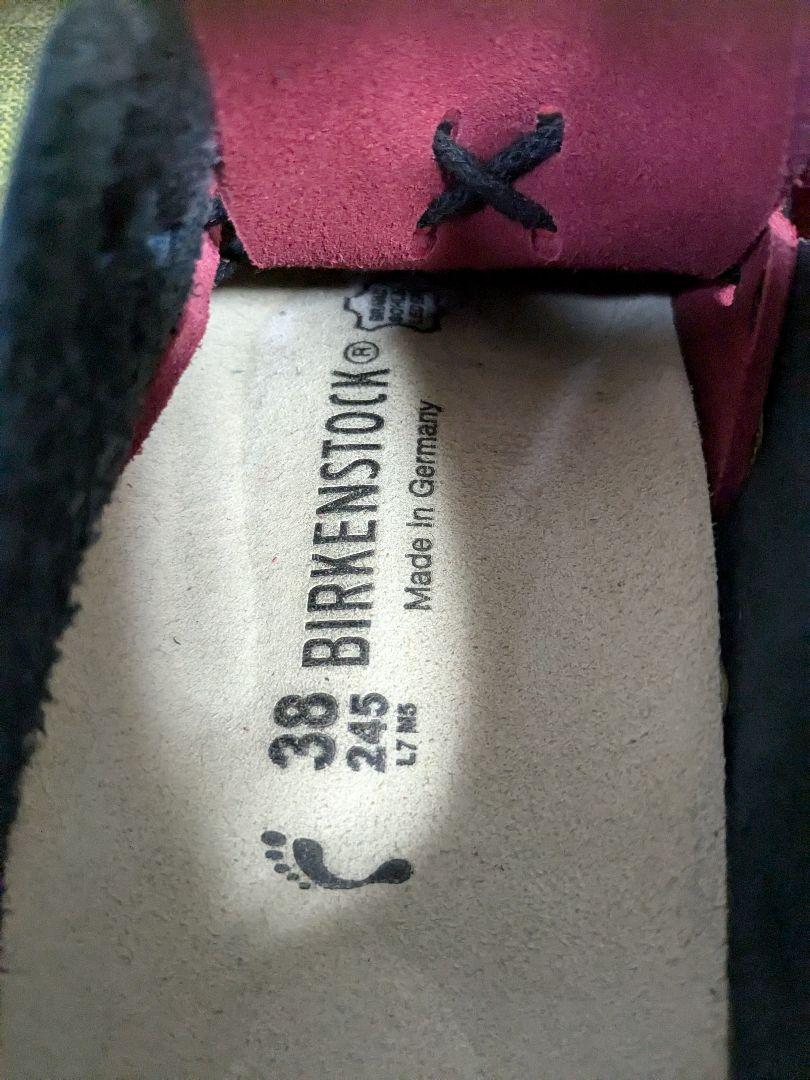 BIRKENSTOCK®
Made in Germany
38
245
L7 M5